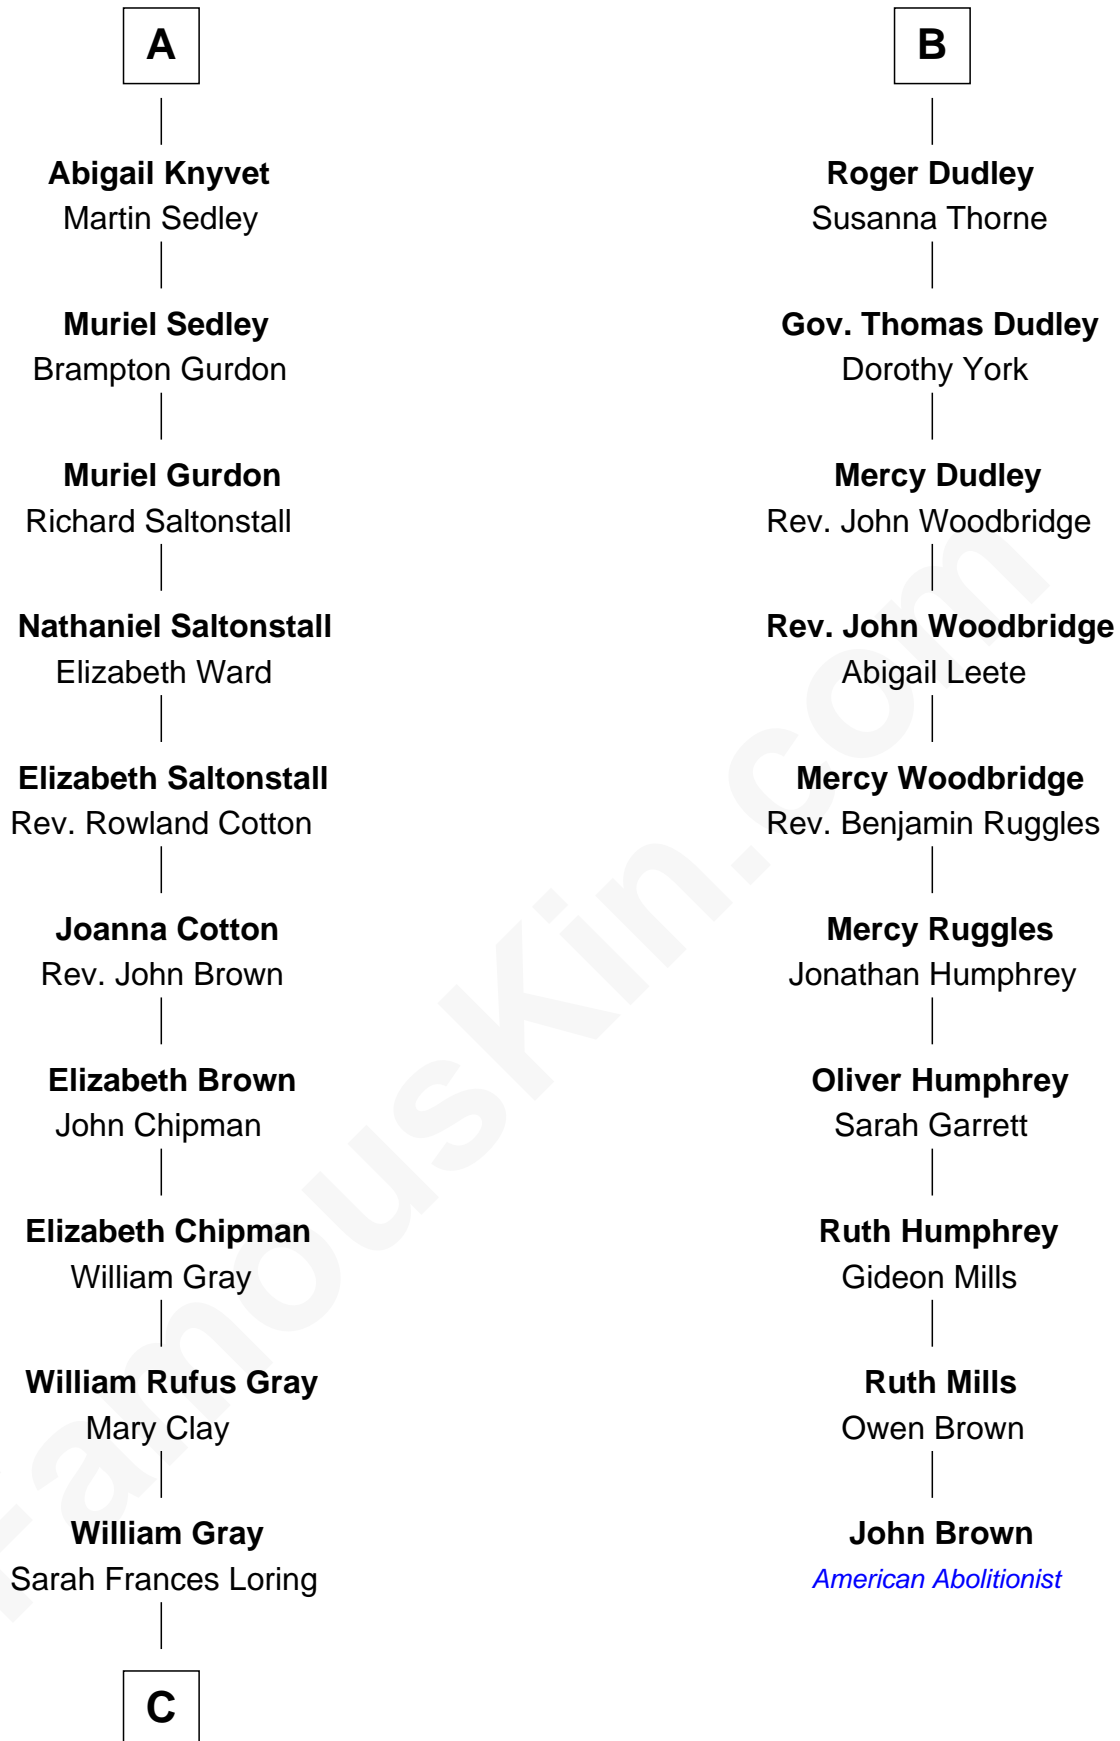 A
Abigail Knyvet
Martin Sedley
Muriel Sedley
Brampton Gurdon
Muriel Gurdon
Richard Saltonstall
Nathaniel Saltonstall
Elizabeth Ward
Elizabeth Saltonstall
Rev. Rowland Cotton
Joanna Cotton
Rev. John Brown
Elizabeth Brown
John Chipman
Elizabeth Chipman
William Gray
William Rufus Gray
Mary Clay
William Gray
Sarah Frances Loring
C
B
Roger Dudley
Susanna Thorne
Gov. Thomas Dudley
Dorothy York
Mercy Dudley
Rev. John Woodbridge
Rev. John Woodbridge
Abigail Leete
Mercy Woodbridge
Rev. Benjamin Ruggles
Mercy Ruggles
Jonathan Humphrey
Oliver Humphrey
Sarah Garrett
Ruth Humphrey
Gideon Mills
Ruth Mills
Owen Brown
John Brown
American Abolitionist
FamousKin.com